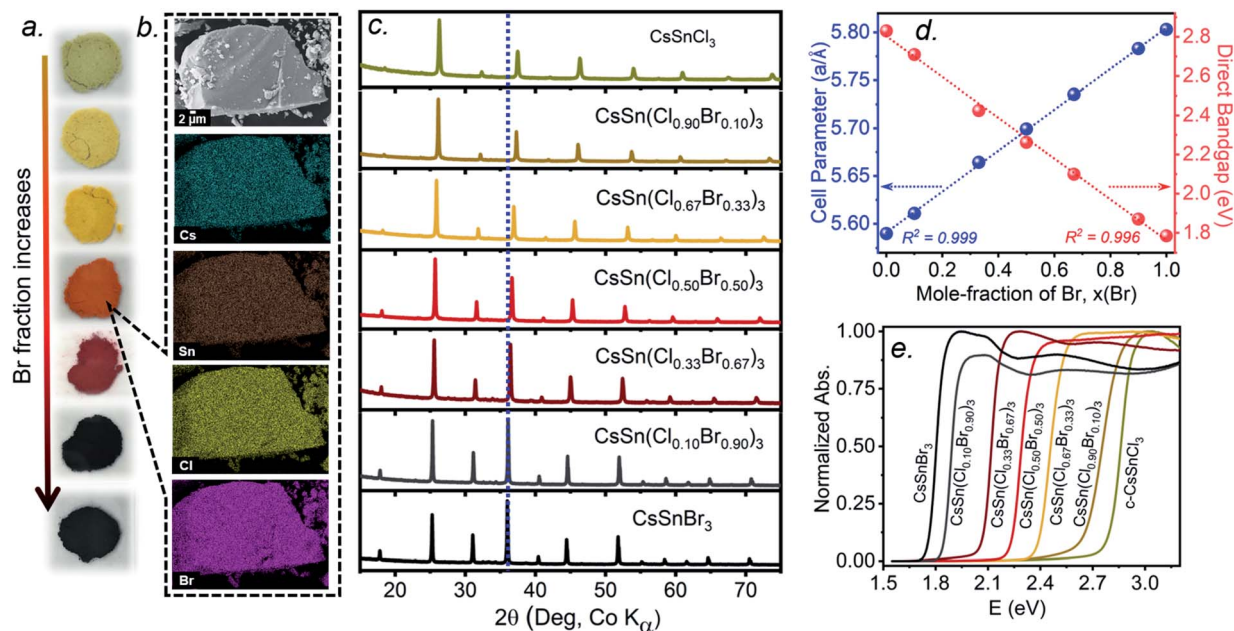 a.
Br fraction increases
b.
2 µm
Cs
Sn
Cl
Br
c.
CsSnCl₃
CsSn(Cl₀.₉₀Br₀.₁₀)₃
CsSn(Cl₀.₆₇Br₀.₃₃)₃
CsSn(Cl₀.₅₀Br₀.₅₀)₃
CsSn(Cl₀.₃₃Br₀.₆₇)₃
CsSn(Cl₀.₁₀Br₀.₉₀)₃
CsSnBr₃
20 30 40 50 60 70
2θ (Deg, Co Kα)
d.
Cell Parameter (a/Å)
5.80
5.75
5.70
5.65
5.60
Direct Bandgap (eV)
2.8
2.6
2.4
2.2
2.0
1.8
R² = 0.999
R² = 0.996
0.0 0.2 0.4 0.6 0.8 1.0
Mole-fraction of Br, x(Br)
e.
Normalized Abs.
1.00
0.75
0.50
0.25
0.00
CsSnBr₃
CsSn(Cl₀.₁₀Br₀.₉₀)₃
CsSn(Cl₀.₃₃Br₀.₆₇)₃
CsSn(Cl₀.₅₀Br₀.₅₀)₃
CsSn(Cl₀.₆₇Br₀.₃₃)₃
CsSn(Cl₀.₉₀Br₀.₁₀)₃
c-CsSnCl₃
1.5 1.8 2.1 2.4 2.7 3.0
E (eV)